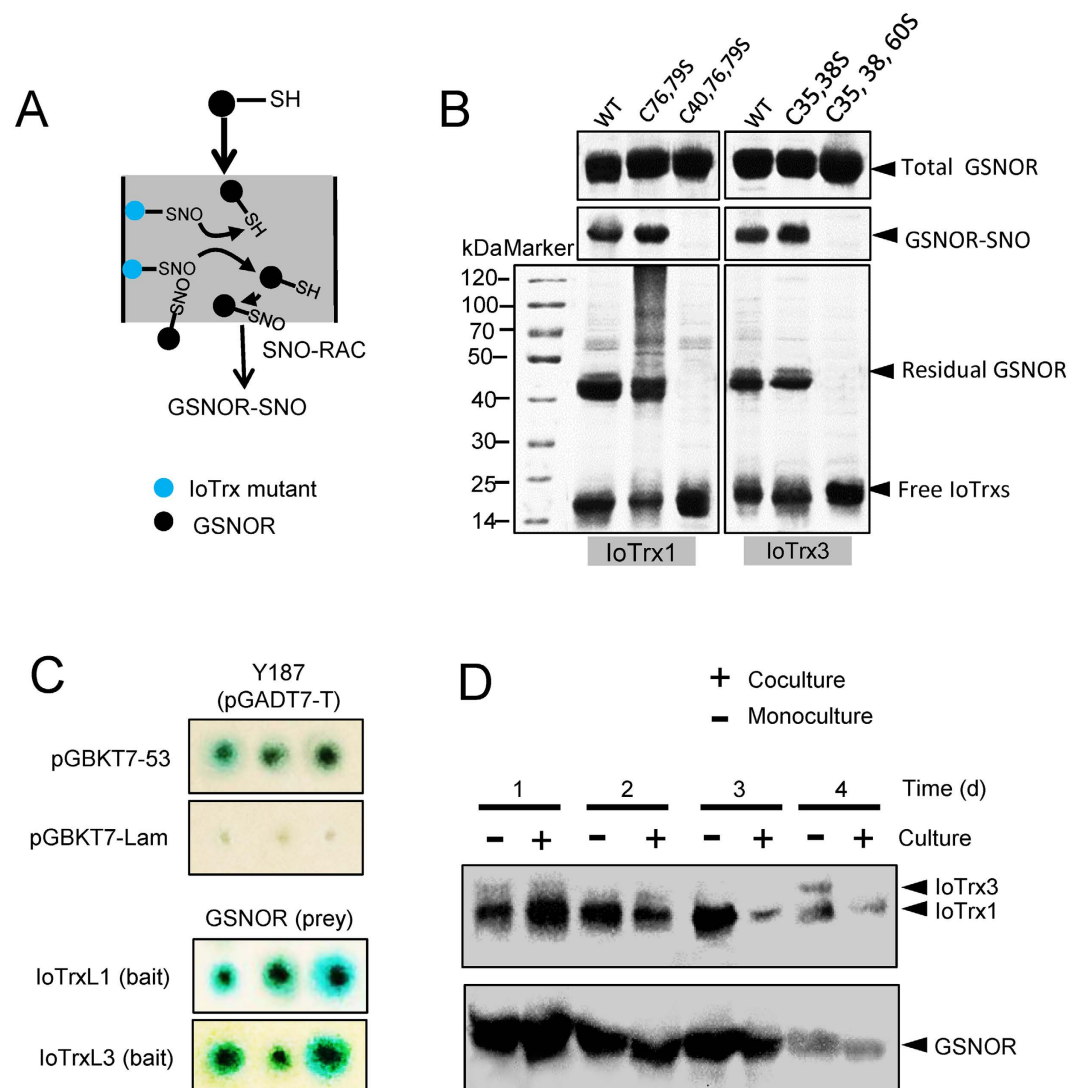 A
SH
SNO
SH
SNO
SNO
SH
SNO
SNO-RAC
GSNOR-SNO
IoTrx mutant
GSNOR
B
WT
C76,79S
C40,76,79S
WT
C35,38S
C35, 38, 60S
Total GSNOR
GSNOR-SNO
kDa Marker
120
100
70
50
40
30
25
14
Residual GSNOR
Free IoTrxs
IoTrx1
IoTrx3
C
Y187
(pGADT7-T)
pGBKT7-53
pGBKT7-Lam
GSNOR (prey)
IoTrxL1 (bait)
IoTrxL3 (bait)
D
+ Coculture
- Monoculture
1 2 3 4 Time (d)
- + - + - + - + Culture
IoTrx3
IoTrx1
GSNOR